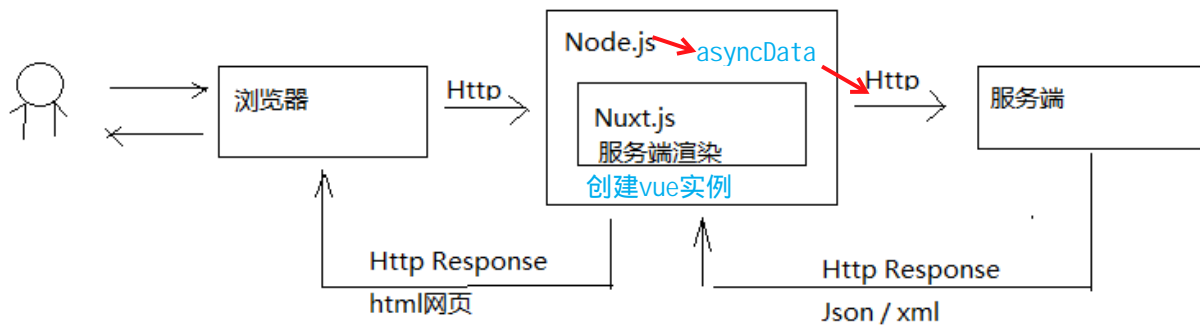 Node.js
asyncData
浏览器
Http
Nuxt.js
服务端渲染
创建vue实例
Http
服务端
Http Response
html网页
Http Response
Json / xml